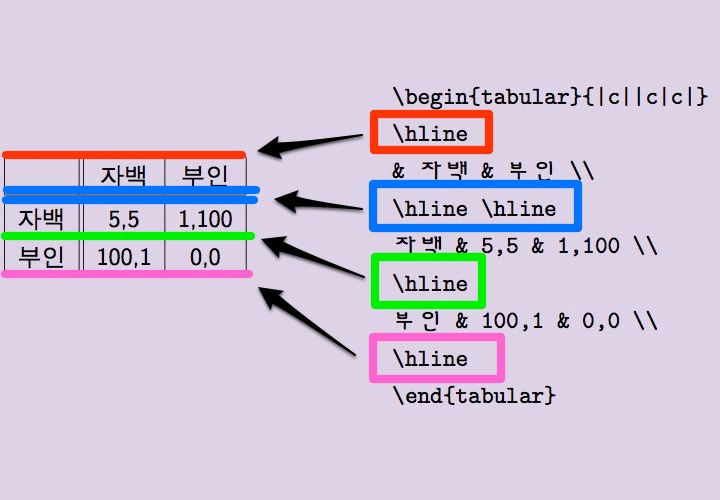 자백 부인
자백 5,5 1,100
부인 100,1 0,0
\begin{tabular}{|c||c|c|}
\hline
& 자백 & 부인 \\
\hline \hline
자백 & 5,5 & 1,100 \\
\hline
부인 & 100,1 & 0,0 \\
\hline
\end{tabular}